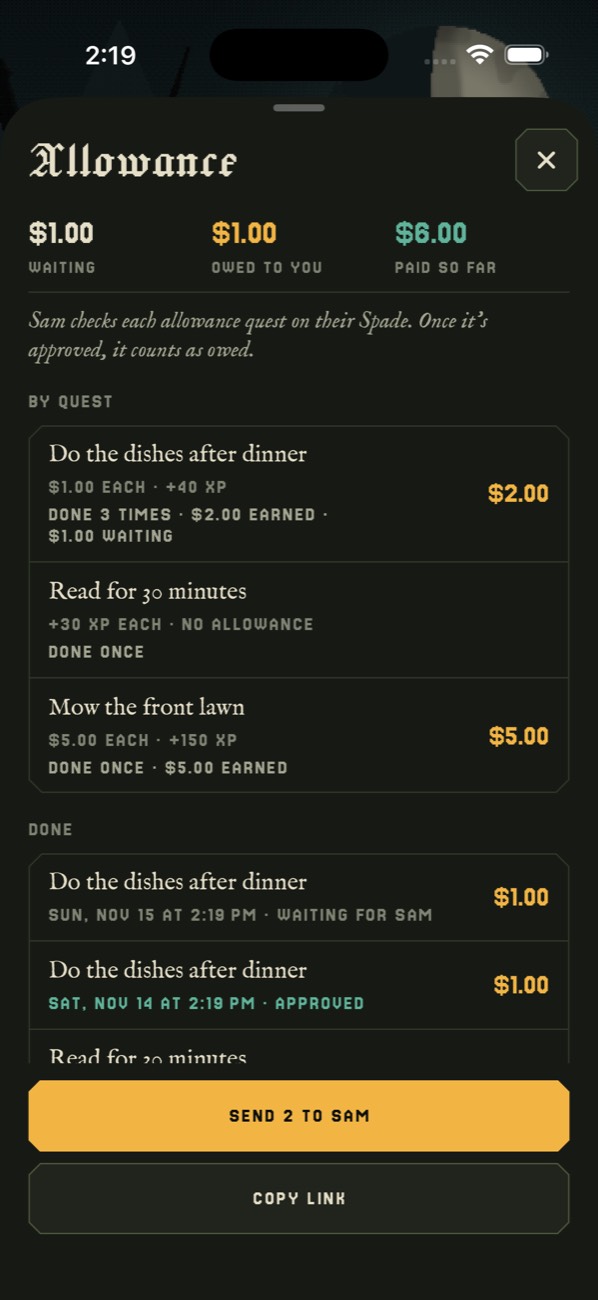 2:19
Allowance
$1.00
WAITING
$1.00
OWED TO YOU
$6.00
PAID SO FAR
Sam checks each allowance quest on their Spade. Once it's
approved, it counts as owed.
BY QUEST
Do the dishes after dinner
$1.00 EACH · +40 XP
DONE 3 TIMES · $2.00 EARNED ·
$1.00 WAITING
$2.00
Read for 30 minutes
+30 XP EACH · NO ALLOWANCE
DONE ONCE
Mow the front lawn
$5.00 EACH · +150 XP
DONE ONCE · $5.00 EARNED
$5.00
DONE
Do the dishes after dinner
SUN, NOV 15 AT 2:19 PM · WAITING FOR SAM
$1.00
Do the dishes after dinner
SAT, NOV 14 AT 2:19 PM · APPROVED
$1.00
Read for 30 minutes
SEND 2 TO SAM
COPY LINK